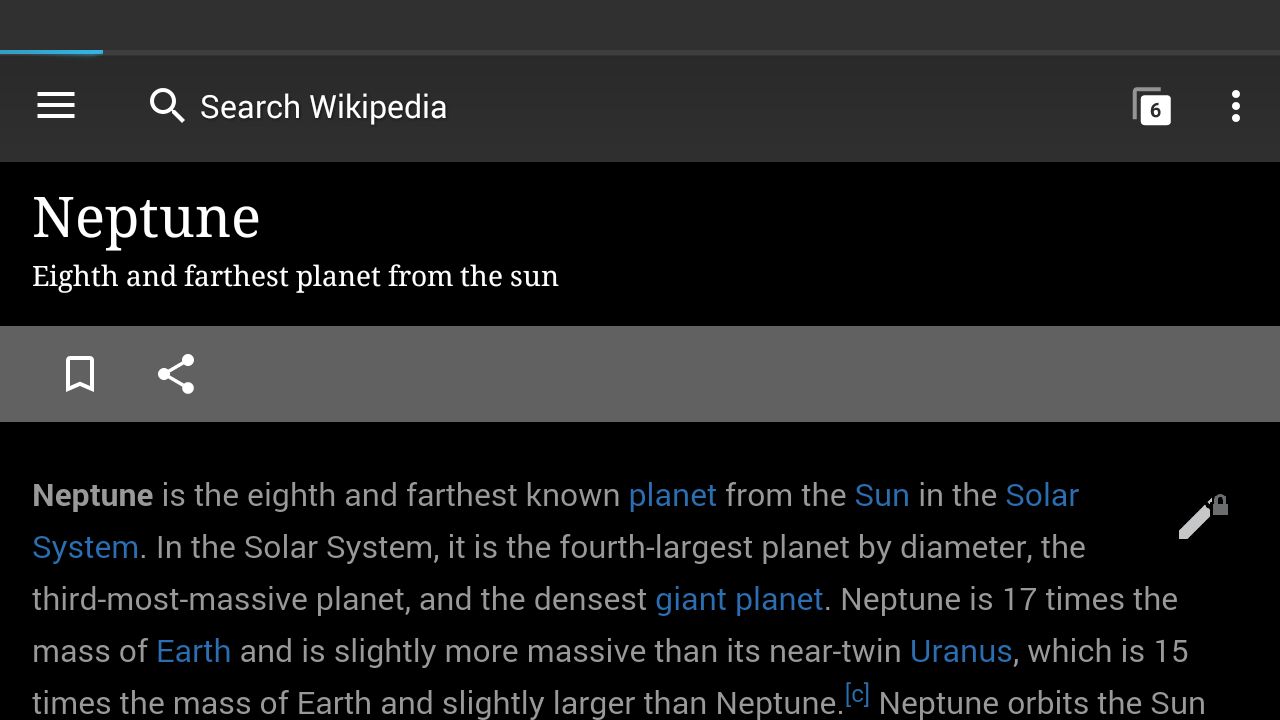 Search Wikipedia
6
Neptune
Eighth and farthest planet from the sun
Neptune is the eighth and farthest known planet from the Sun in the Solar
System. In the Solar System, it is the fourth-largest planet by diameter, the
third-most-massive planet, and the densest giant planet. Neptune is 17 times the
mass of Earth and is slightly more massive than its near-twin Uranus, which is 15
times the mass of Earth and slightly larger than Neptune.[c] Neptune orbits the Sun